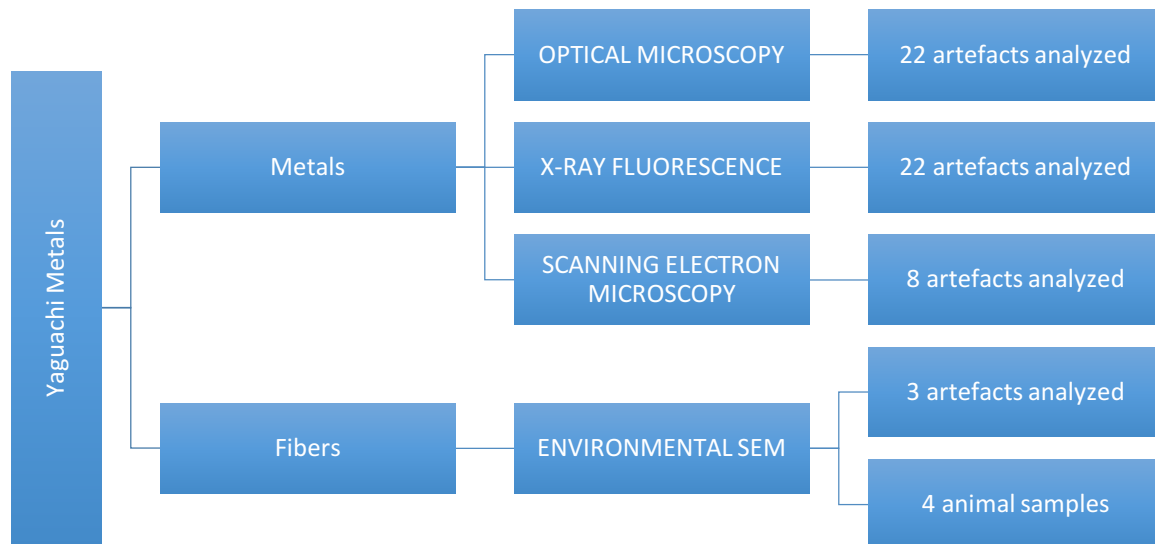 Yaguachi Metals
Metals
OPTICAL MICROSCOPY
22 artefacts analyzed
X-RAY FLUORESCENCE
22 artefacts analyzed
SCANNING ELECTRON
MICROSCOPY
8 artefacts analyzed
Fibers
ENVIRONMENTAL SEM
3 artefacts analyzed
4 animal samples